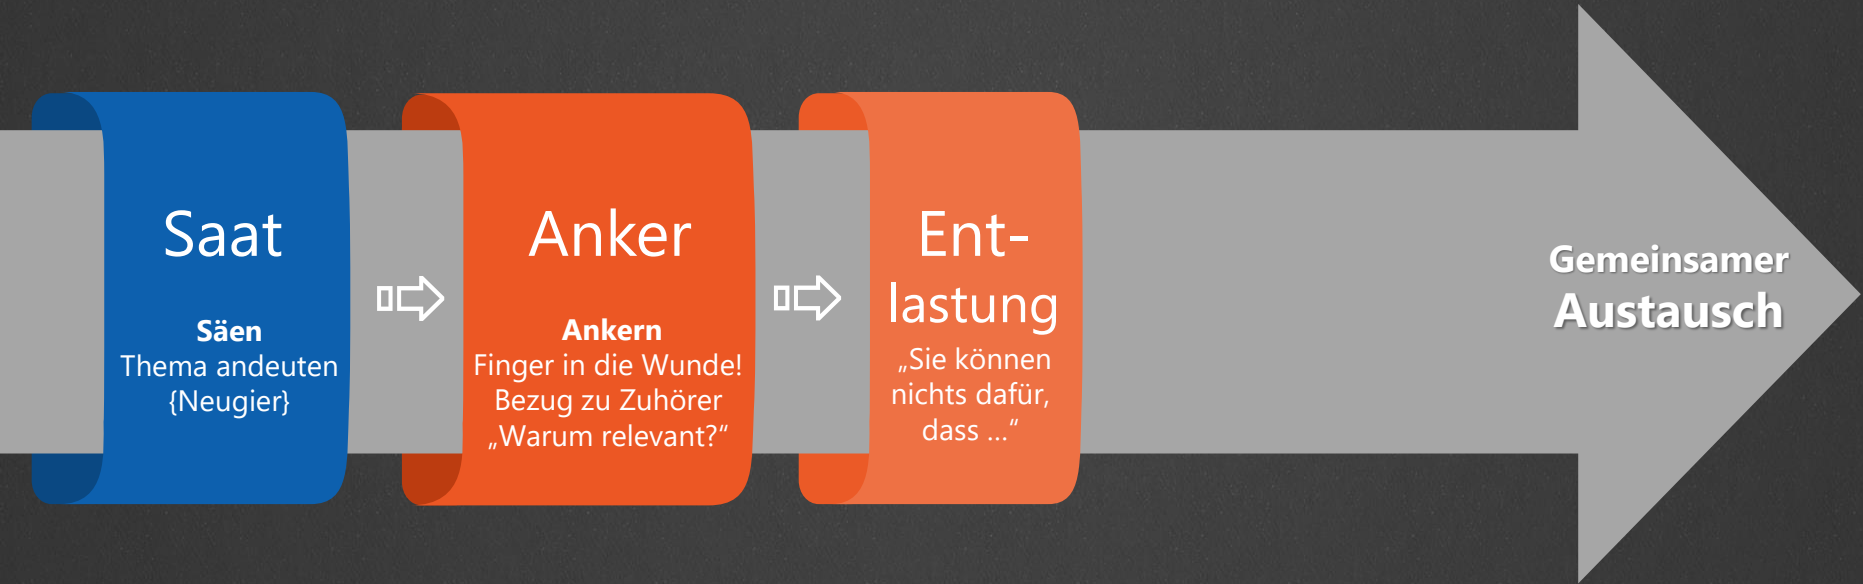 Saat
Säen
Thema andeuten
{Neugier}
Anker
Ankern
Finger in die Wunde!
Bezug zu Zuhörer
„Warum relevant?“
Ent-
lastung
„Sie können
nichts dafür,
dass …“
Gemeinsamer
Austausch